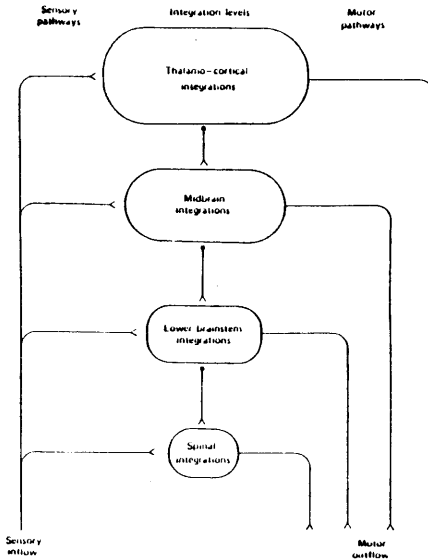 Sensory pathways
Integration levels
Motor pathways
Thalamo-cortical
integrations
Midbrain
integrations
Lower brainstem
integrations
Spinal
integrations
Sensory
inflow
Motor
outflow